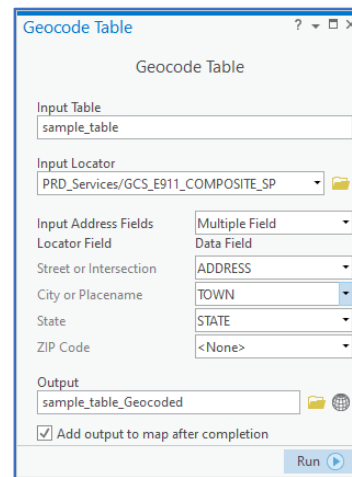 Geocode Table ?
Geocode Table
Input Table
sample_table
Input Locator
PRD_Services/GCS_E911_COMPOSITE_SP
Input Address Fields Multiple Field
Locator Field Data Field
Street or Intersection ADDRESS
City or Placename TOWN
State STATE
ZIP Code <None>
Output
sample_table_Geocoded
Add output to map after completion
Run